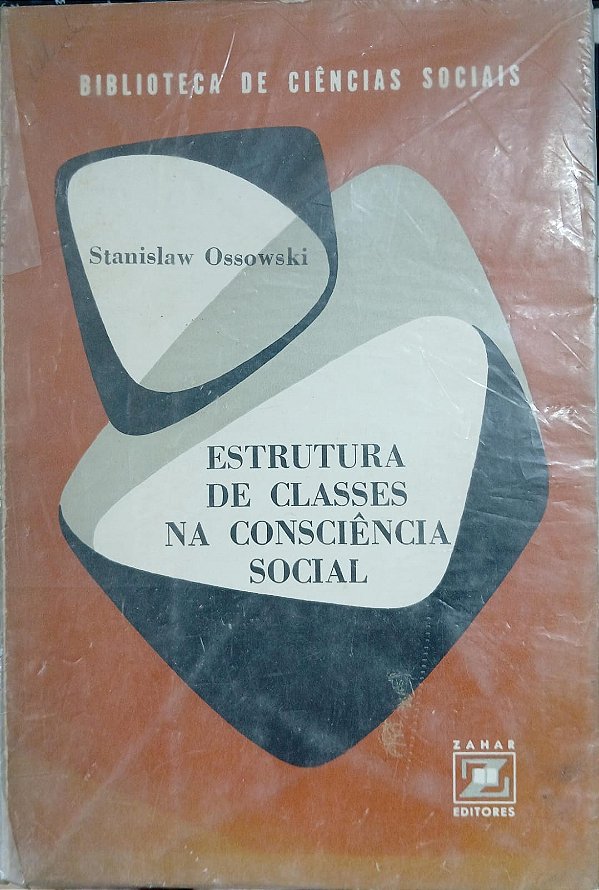 BIBLIOTECA DE CIÊNCIAS SOCIAIS
Stanislaw Ossowski
ESTRUTURA
DE CLASSES
NA CONSCIÊNCIA
SOCIAL
ZAHAR
EDITORES